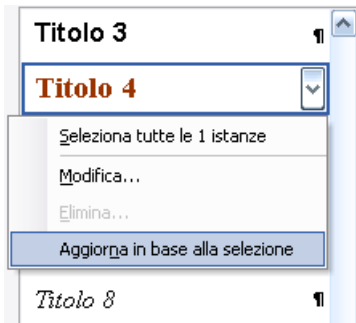 Titolo 3 ¶
Titolo 4
Seleziona tutte le 1 istanze
Modifica...
Elimina...
Aggiorna in base alla selezione
Titolo 8 ¶